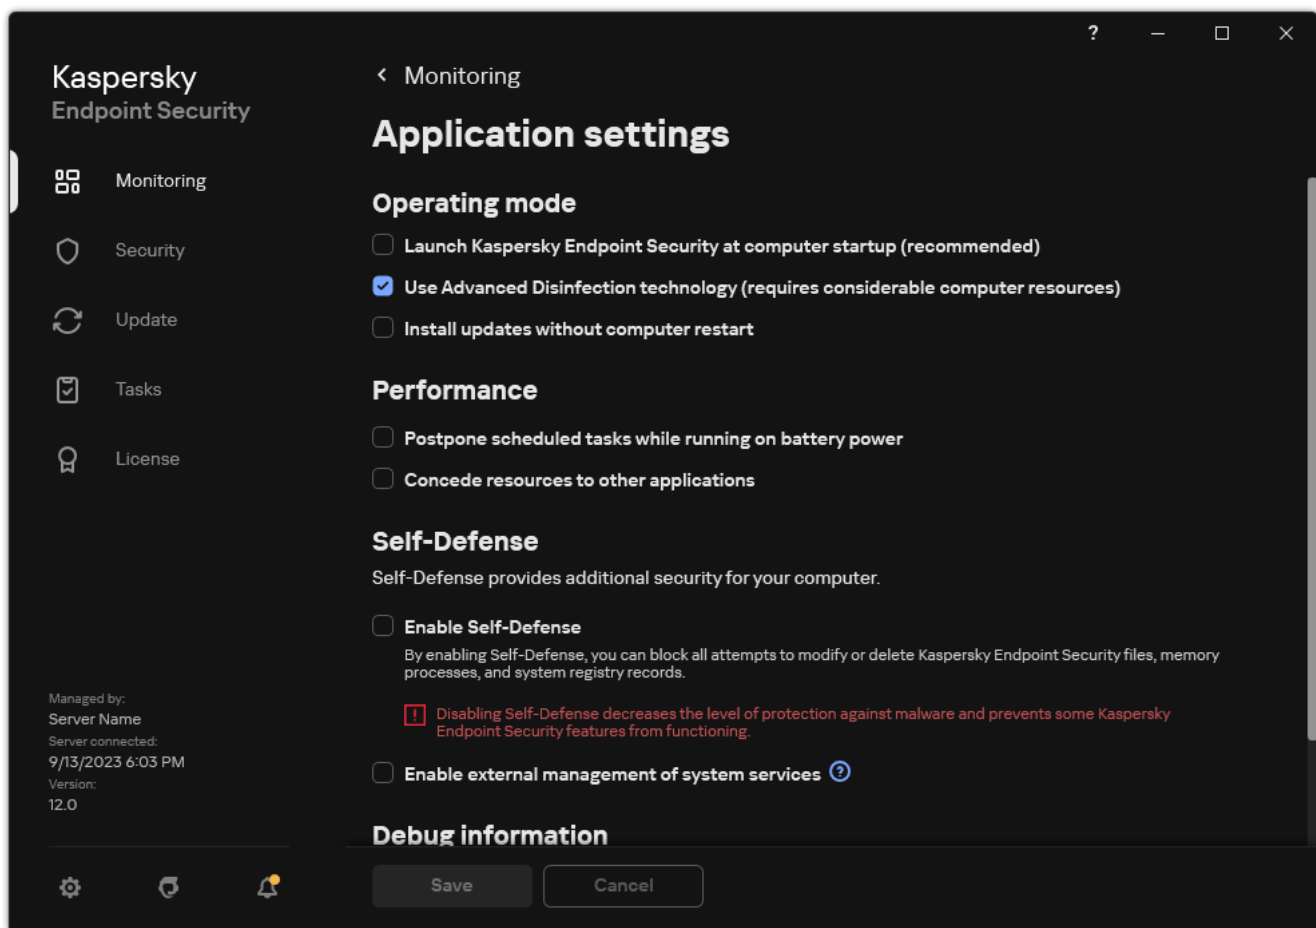 ?
Kaspersky
Endpoint Security
Monitoring
Security
Update
Tasks
License
Managed by:
Server Name
Server connected:
9/13/2023 6:03 PM
Version:
12.0
Monitoring
Application settings
Operating mode
Launch Kaspersky Endpoint Security at computer startup (recommended)
Use Advanced Disinfection technology (requires considerable computer resources)
Install updates without computer restart
Performance
Postpone scheduled tasks while running on battery power
Concede resources to other applications
Self-Defense
Self-Defense provides additional security for your computer.
Enable Self-Defense
By enabling Self-Defense, you can block all attempts to modify or delete Kaspersky Endpoint Security files, memory
processes, and system registry records.
Disabling Self-Defense decreases the level of protection against malware and prevents some Kaspersky
Endpoint Security features from functioning.
Enable external management of system services ?
Debug information
Save
Cancel